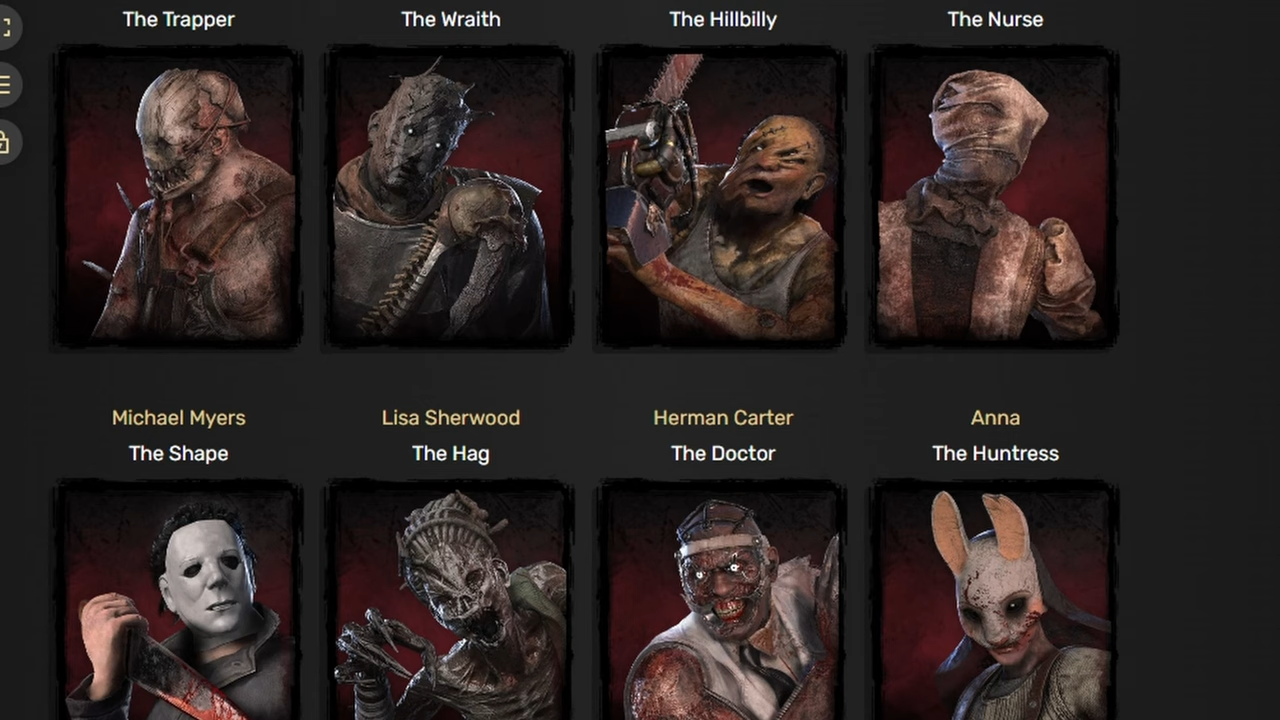 The Trapper
The Wraith
The Hillbilly
The Nurse
Michael Myers
Lisa Sherwood
Herman Carter
Anna
The Shape
The Hag
The Doctor
The Huntress